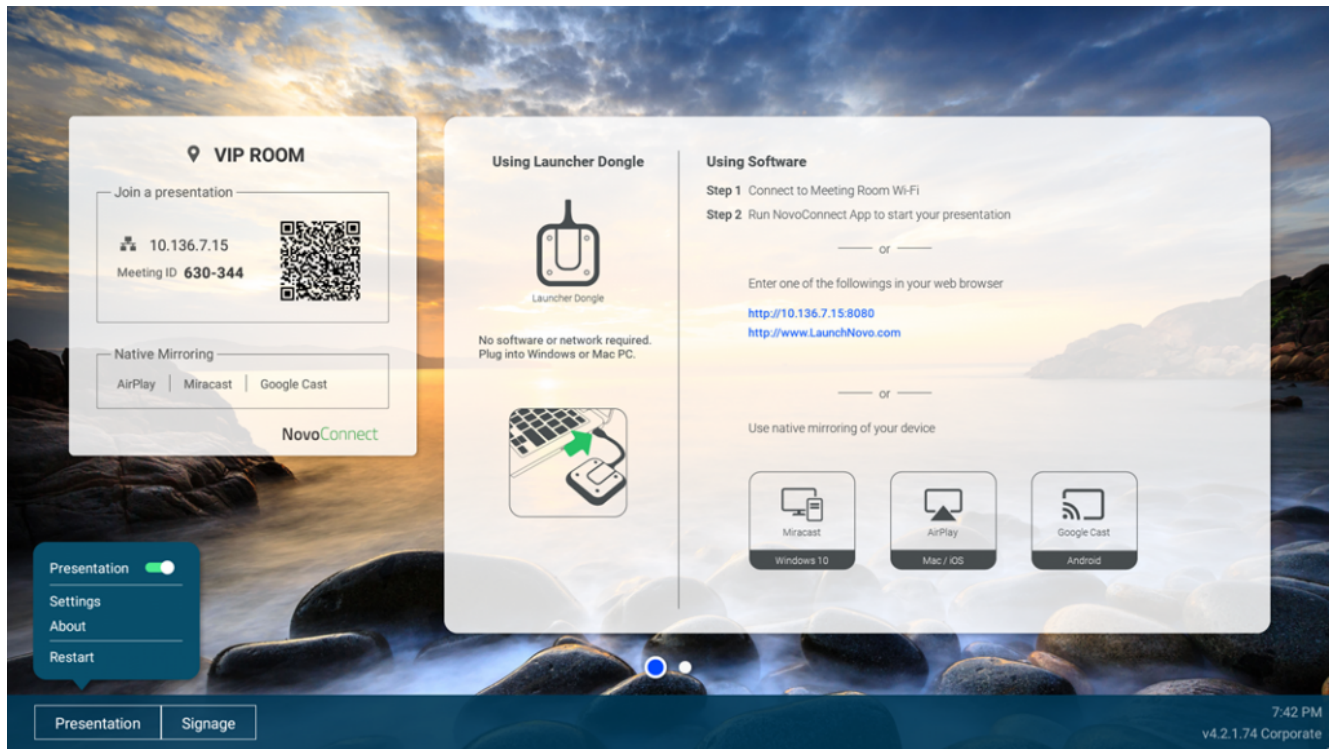 VIP ROOM
Join a presentation
10.136.7.15
Meeting ID 630-344
Native Mirroring
AirPlay Miracast Google Cast
NovoConnect
Using Launcher Dongle
Launcher Dongle
No software or network required.
Plug into Windows or Mac PC.
Using Software
Step 1 Connect to Meeting Room Wi-Fi
Step 2 Run NovoConnect App to start your presentation
or
Enter one of the followings in your web browser
http://10.136.7.15:8080
http://www.LaunchNovo.com
or
Use native mirroring of your device
Miracast
Windows 10
AirPlay
Mac / iOS
Google Cast
Android
Presentation
Settings
About
Restart
Presentation Signage
7:42 PM
v4.2.1.74 Corporate